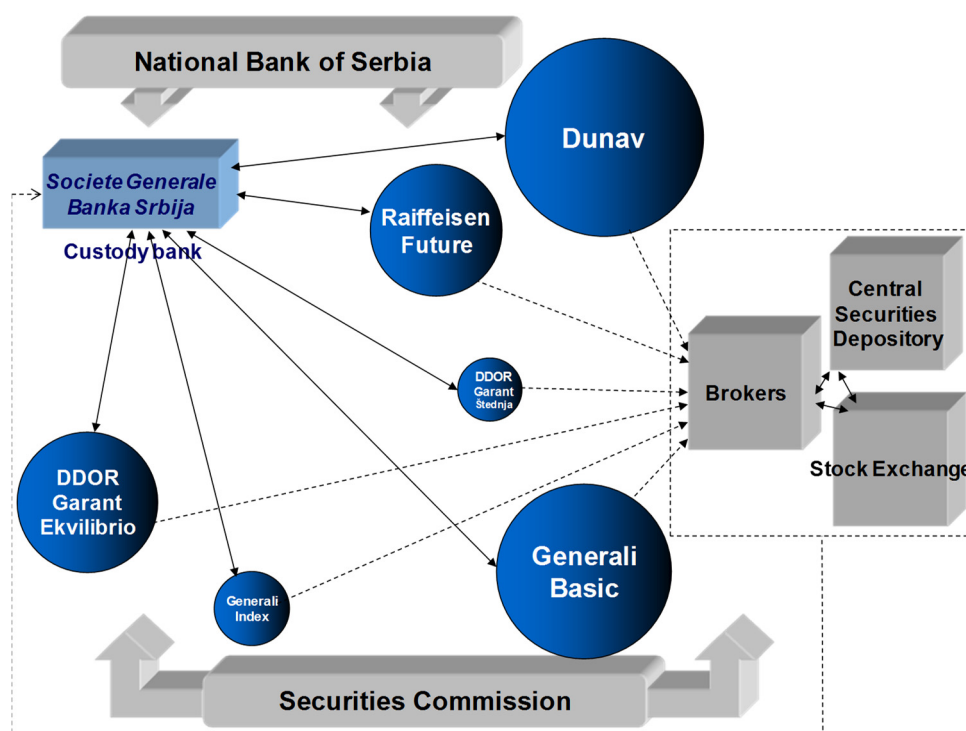 National Bank of Serbia
Dunav
Societe Generale
Banka Srbija
Custody bank
Raiffeisen
Future
Central
Securities
Depository
Brokers
DDOR
Garant
Štednja
Stock Exchange
DDOR
Garant
Ekvilibrio
Generali
Basic
Generali
Index
Securities Commission